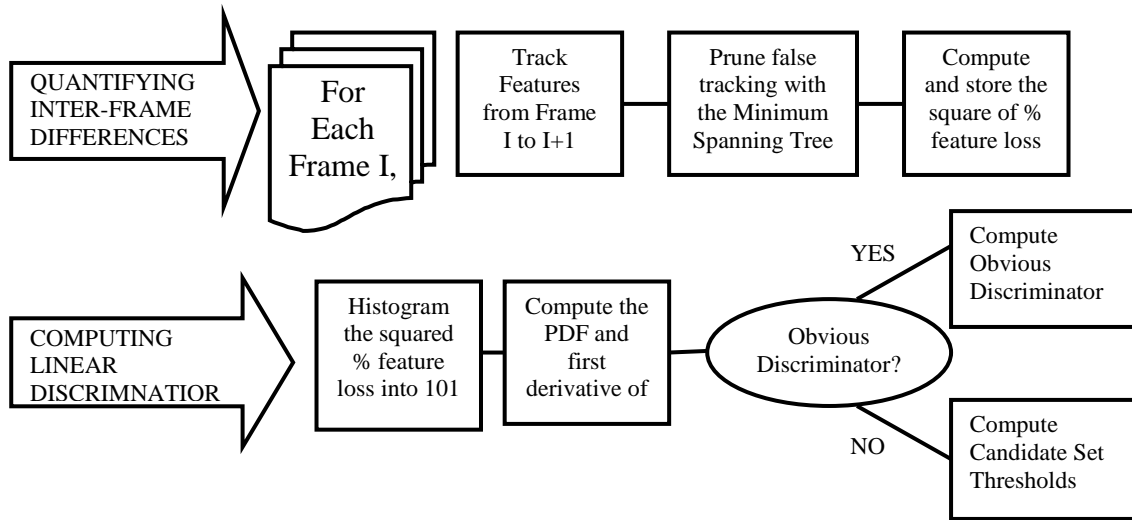 QUANTIFYING
INTER-FRAME
DIFFERENCES
For
Each
Frame I,
Track
Features
from Frame
I to I+1
Prune false
tracking with
the Minimum
Spanning Tree
Compute
and store the
square of %
feature loss
COMPUTING
LINEAR
DISCRIMNATIOR
Histogram
the squared
% feature
loss into 101
Compute the
PDF and
first
derivative of
Obvious
Discriminator?
YES
Compute
Obvious
Discriminator
NO
Compute
Candidate Set
Thresholds